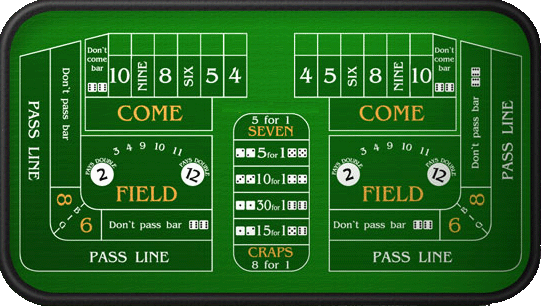 Don't
come
bar
10 NINE 8 SIX 5 4
COME
Don't pass bar
PASS LINE
3 4 9 10 11
PAYS DOUBLE
2
PAYS DOUBLE
12
FIELD
8
BIG
6
Don't pass bar
PASS LINE
5 for 1
SEVEN
5 for 1
10 for 1
30 for 1
15 for 1
CRAPS
8 for 1
4 5 SIX 8 NINE 10
Don't
come
bar
COME
Don't pass bar
PASS LINE
3 4 9 10 11
PAYS DOUBLE
2
PAYS DOUBLE
12
FIELD
Don't pass bar
6
BIG
8
PASS LINE